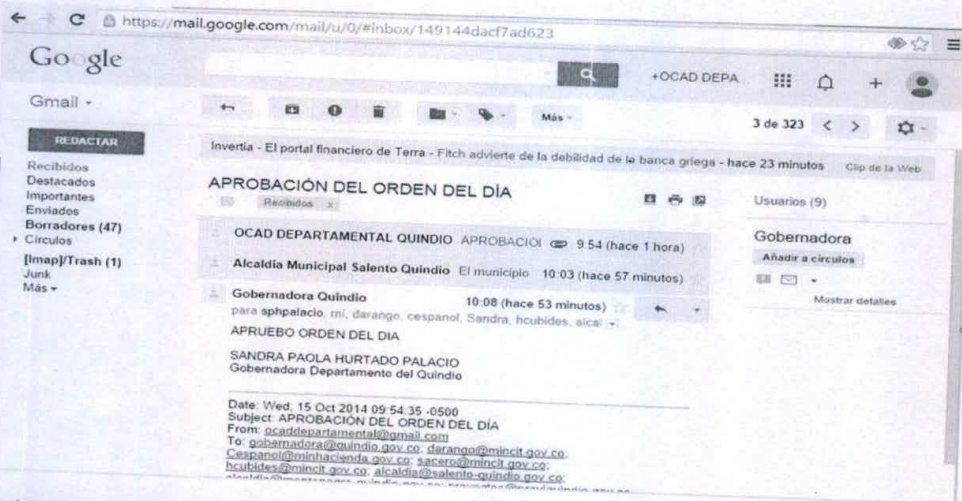 https://mail.google.com/mail/u/0/#inbox/149144dacf7ad623
Google
+OCAD DEPA...
Gmail
Más
3 de 323
REDACTAR
Invertia - El portal financiero de Terra - Fitch advierte de la debilidad de la banca griega - hace 23 minutos Clip de la Web
Recibidos
Destacados
Importantes
Enviados
Borradores (47)
Círculos
[Imap]/Trash (1)
Junk
Más
APROBACIÓN DEL ORDEN DEL DÍA
Recibidos x
Usuarios (9)
OCAD DEPARTAMENTAL QUINDIO APROBACIOI 9:54 (hace 1 hora)
Alcaldia Municipal Salento Quindio El municipio 10:03 (hace 57 minutos)
Gobernadora Quindio 10:08 (hace 53 minutos)
para sphpalacio, mí, darango, cespanol, Sandra, hcubides, alcal
APRUEBO ORDEN DEL DIA
SANDRA PAOLA HURTADO PALACIO
Gobernadora Departamento del Quindio
Date: Wed, 15 Oct 2014 09:54:35 -0500
Subject: APROBACIÓN DEL ORDEN DEL DÍA
From: ocaddepartamental@gmail.com
To: gobernadora@quindio.gov.co; darango@mincit.gov.co;
Cespanol@minhacienda.gov.co; sacero@mincit.gov.co;
hcubides@mincit.gov.co; alcaldia@salento-quindio.gov.co;
Gobernadora
Añadir a círculos
Mostrar detalles